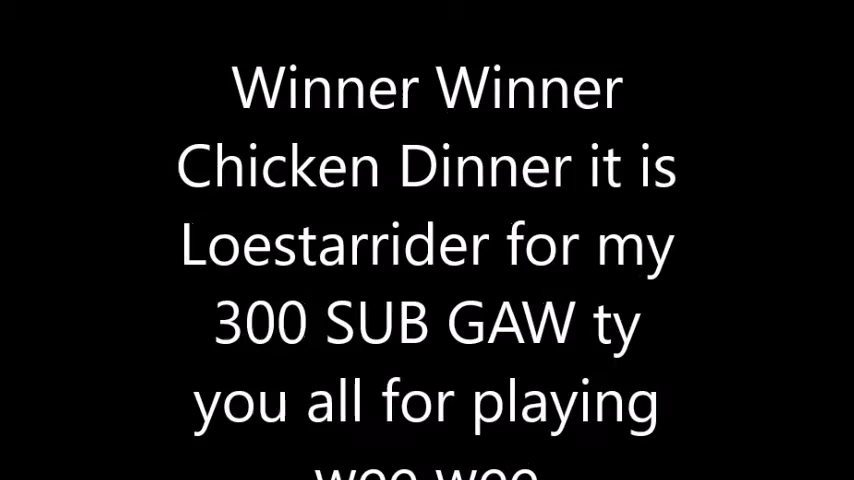 Winner Winner
Chicken Dinner it is
Loestarrider for my
300 SUB GAW ty
you all for playing